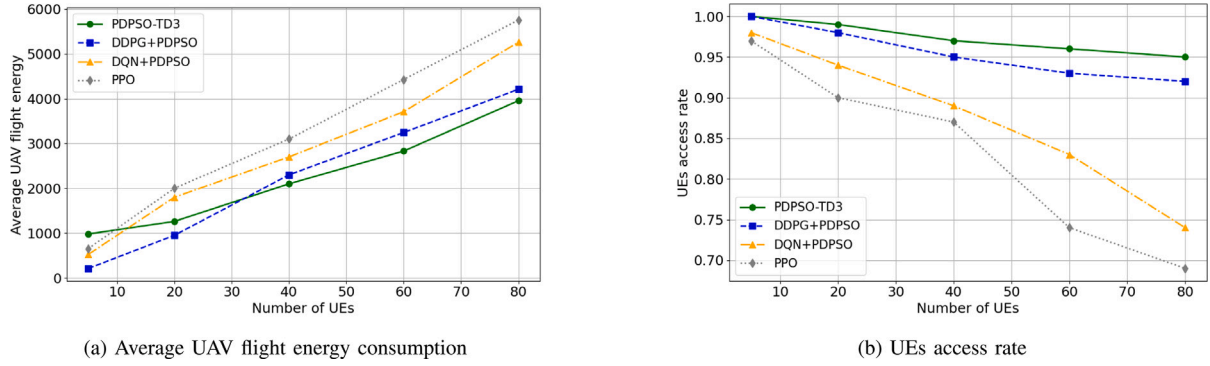 6000
5000
4000
3000
2000
1000
0
Average UAV flight energy
PDPSO-TD3
DDPG+PDPSO
DQN+PDPSO
PPO
10 20 30 40 50 60 70 80
Number of UEs
(a) Average UAV flight energy consumption
1.00
0.95
0.90
0.85
0.80
0.75
0.70
UEs access rate
PDPSO-TD3
DDPG+PDPSO
DQN+PDPSO
PPO
10 20 30 40 50 60 70 80
Number of UEs
(b) UEs access rate